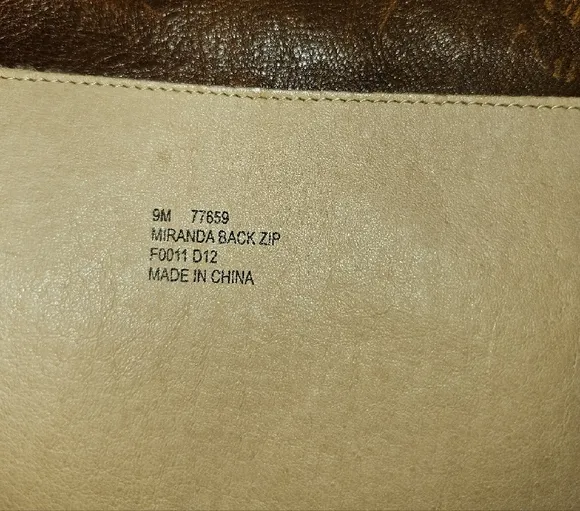 9M 77659
MIRANDA BACK ZIP
F0011 D12
MADE IN CHINA